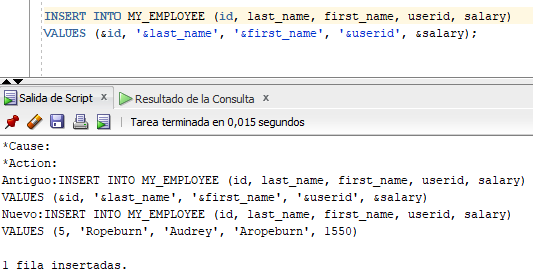 INSERT INTO MY_EMPLOYEE (id, last_name, first_name, userid, salary)
VALUES (&id, '&last_name', '&first_name', '&userid', &salary);
Salida de Script x Resultado de la Consulta x
Tarea terminada en 0,015 segundos
*Cause:
*Action:
Antiguo:INSERT INTO MY_EMPLOYEE (id, last_name, first_name, userid, salary)
VALUES (&id, '&last_name', '&first_name', '&userid', &salary)
Nuevo:INSERT INTO MY_EMPLOYEE (id, last_name, first_name, userid, salary)
VALUES (5, 'Ropeburn', 'Audrey', 'Aropeburn', 1550)
1 fila insertadas.